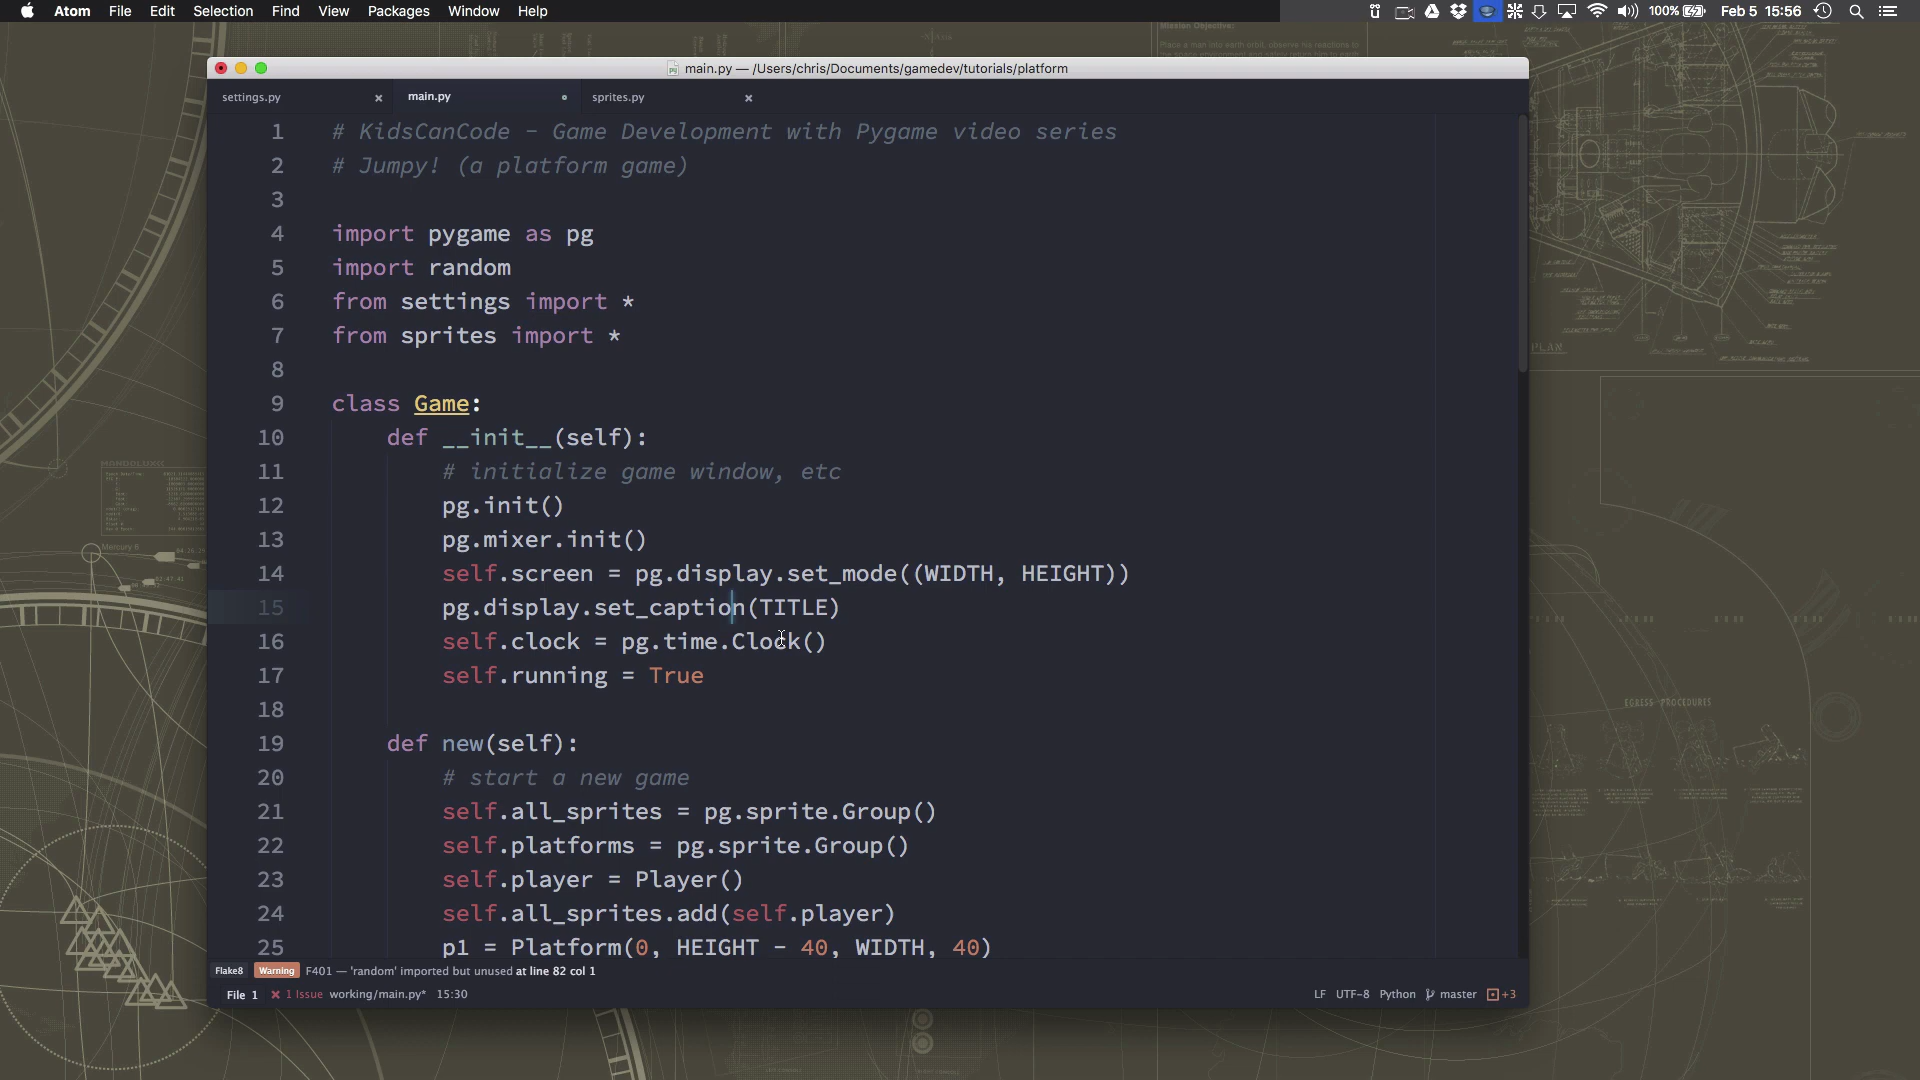 Atom File Edit Selection Find View Packages Window Help
100% Feb 5 15:56
main.py — /Users/chris/Documents/gamedev/tutorials/platform
settings.py × main.py sprites.py ×
1 # KidsCanCode - Game Development with Pygame video series
2 # Jumpy! (a platform game)
3
4 import pygame as pg
5 import random
6 from settings import *
7 from sprites import *
8
9 class Game:
10 def __init__(self):
11 # initialize game window, etc
12 pg.init()
13 pg.mixer.init()
14 self.screen = pg.display.set_mode((WIDTH, HEIGHT))
15 pg.display.set_caption(TITLE)
16 self.clock = pg.time.Clock()
17 self.running = True
18
19 def new(self):
20 # start a new game
21 self.all_sprites = pg.sprite.Group()
22 self.platforms = pg.sprite.Group()
23 self.player = Player()
24 self.all_sprites.add(self.player)
25 p1 = Platform(0, HEIGHT - 40, WIDTH, 40)
Flake8 Warning F401 — 'random' imported but unused at line 82 col 1
File 1 × 1 Issue working/main.py* 15:30 LF UTF-8 Python master +3
Mission Objective:
PLAN
Mercury 6
EGRESS PROCEDURES